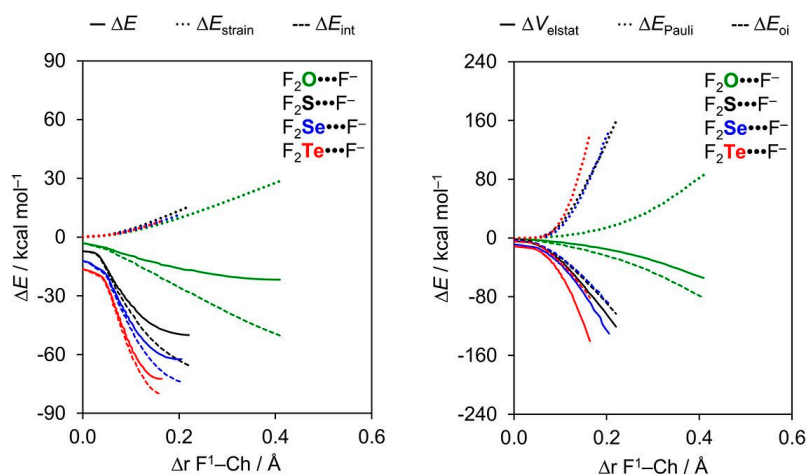 ΔE ΔE_strain ΔE_int
90
60
30
0
-30
-60
-90
ΔE / kcal mol⁻¹
F₂O•••F⁻
F₂S•••F⁻
F₂Se•••F⁻
F₂Te•••F⁻
0.0 0.2 0.4 0.6
Δr F¹–Ch / Å
ΔV_elstat ΔE_Pauli ΔE_oi
240
160
80
0
-80
-160
-240
ΔE / kcal mol⁻¹
F₂O•••F⁻
F₂S•••F⁻
F₂Se•••F⁻
F₂Te•••F⁻
0.0 0.2 0.4 0.6
Δr F¹–Ch / Å